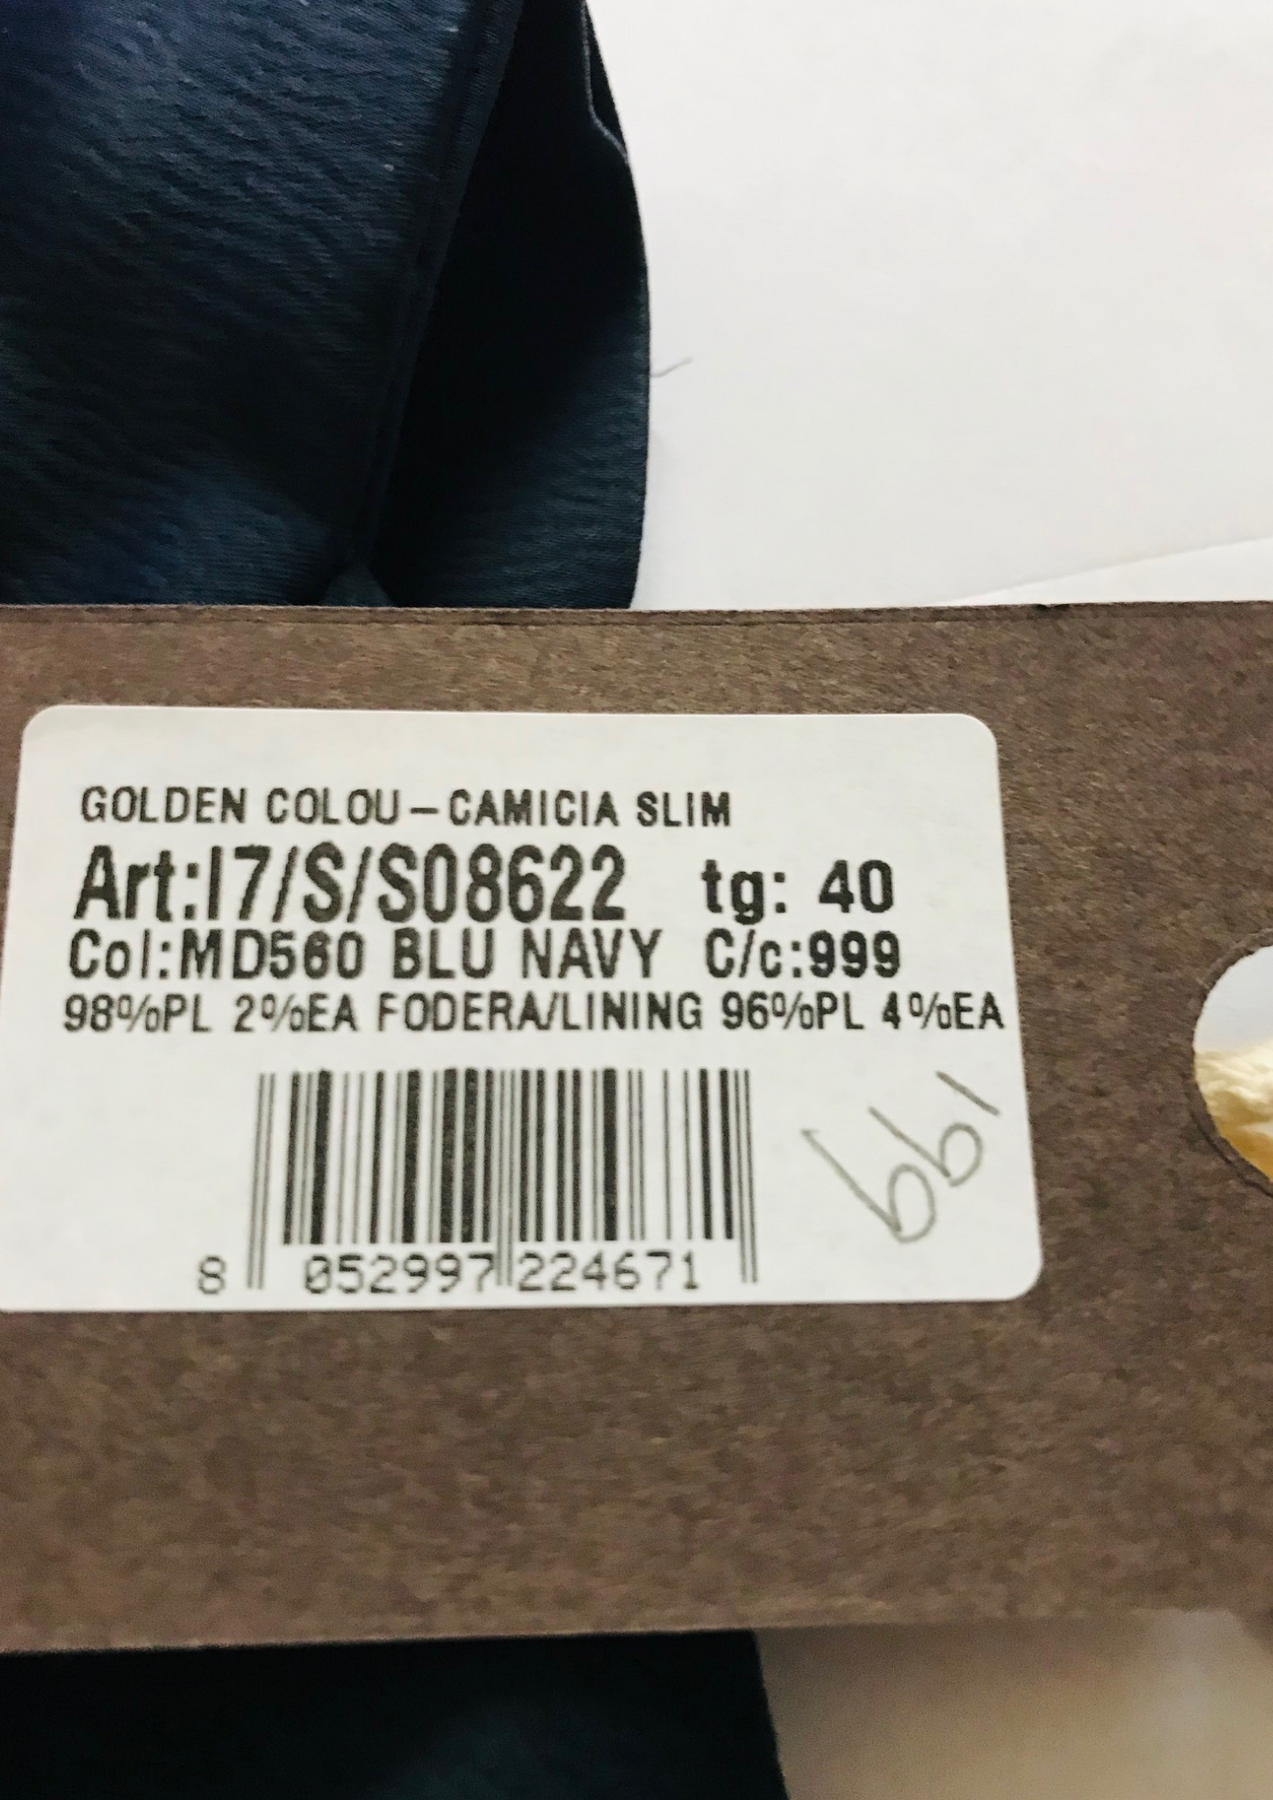 GOLDEN COLOU-CAMICIA SLIM
Art:I7/S/S08622 tg: 40
Col:MD560 BLU NAVY C/c:999
98%PL 2%EA FODERA/LINING 96%PL 4%EA
199
8 052997 224671